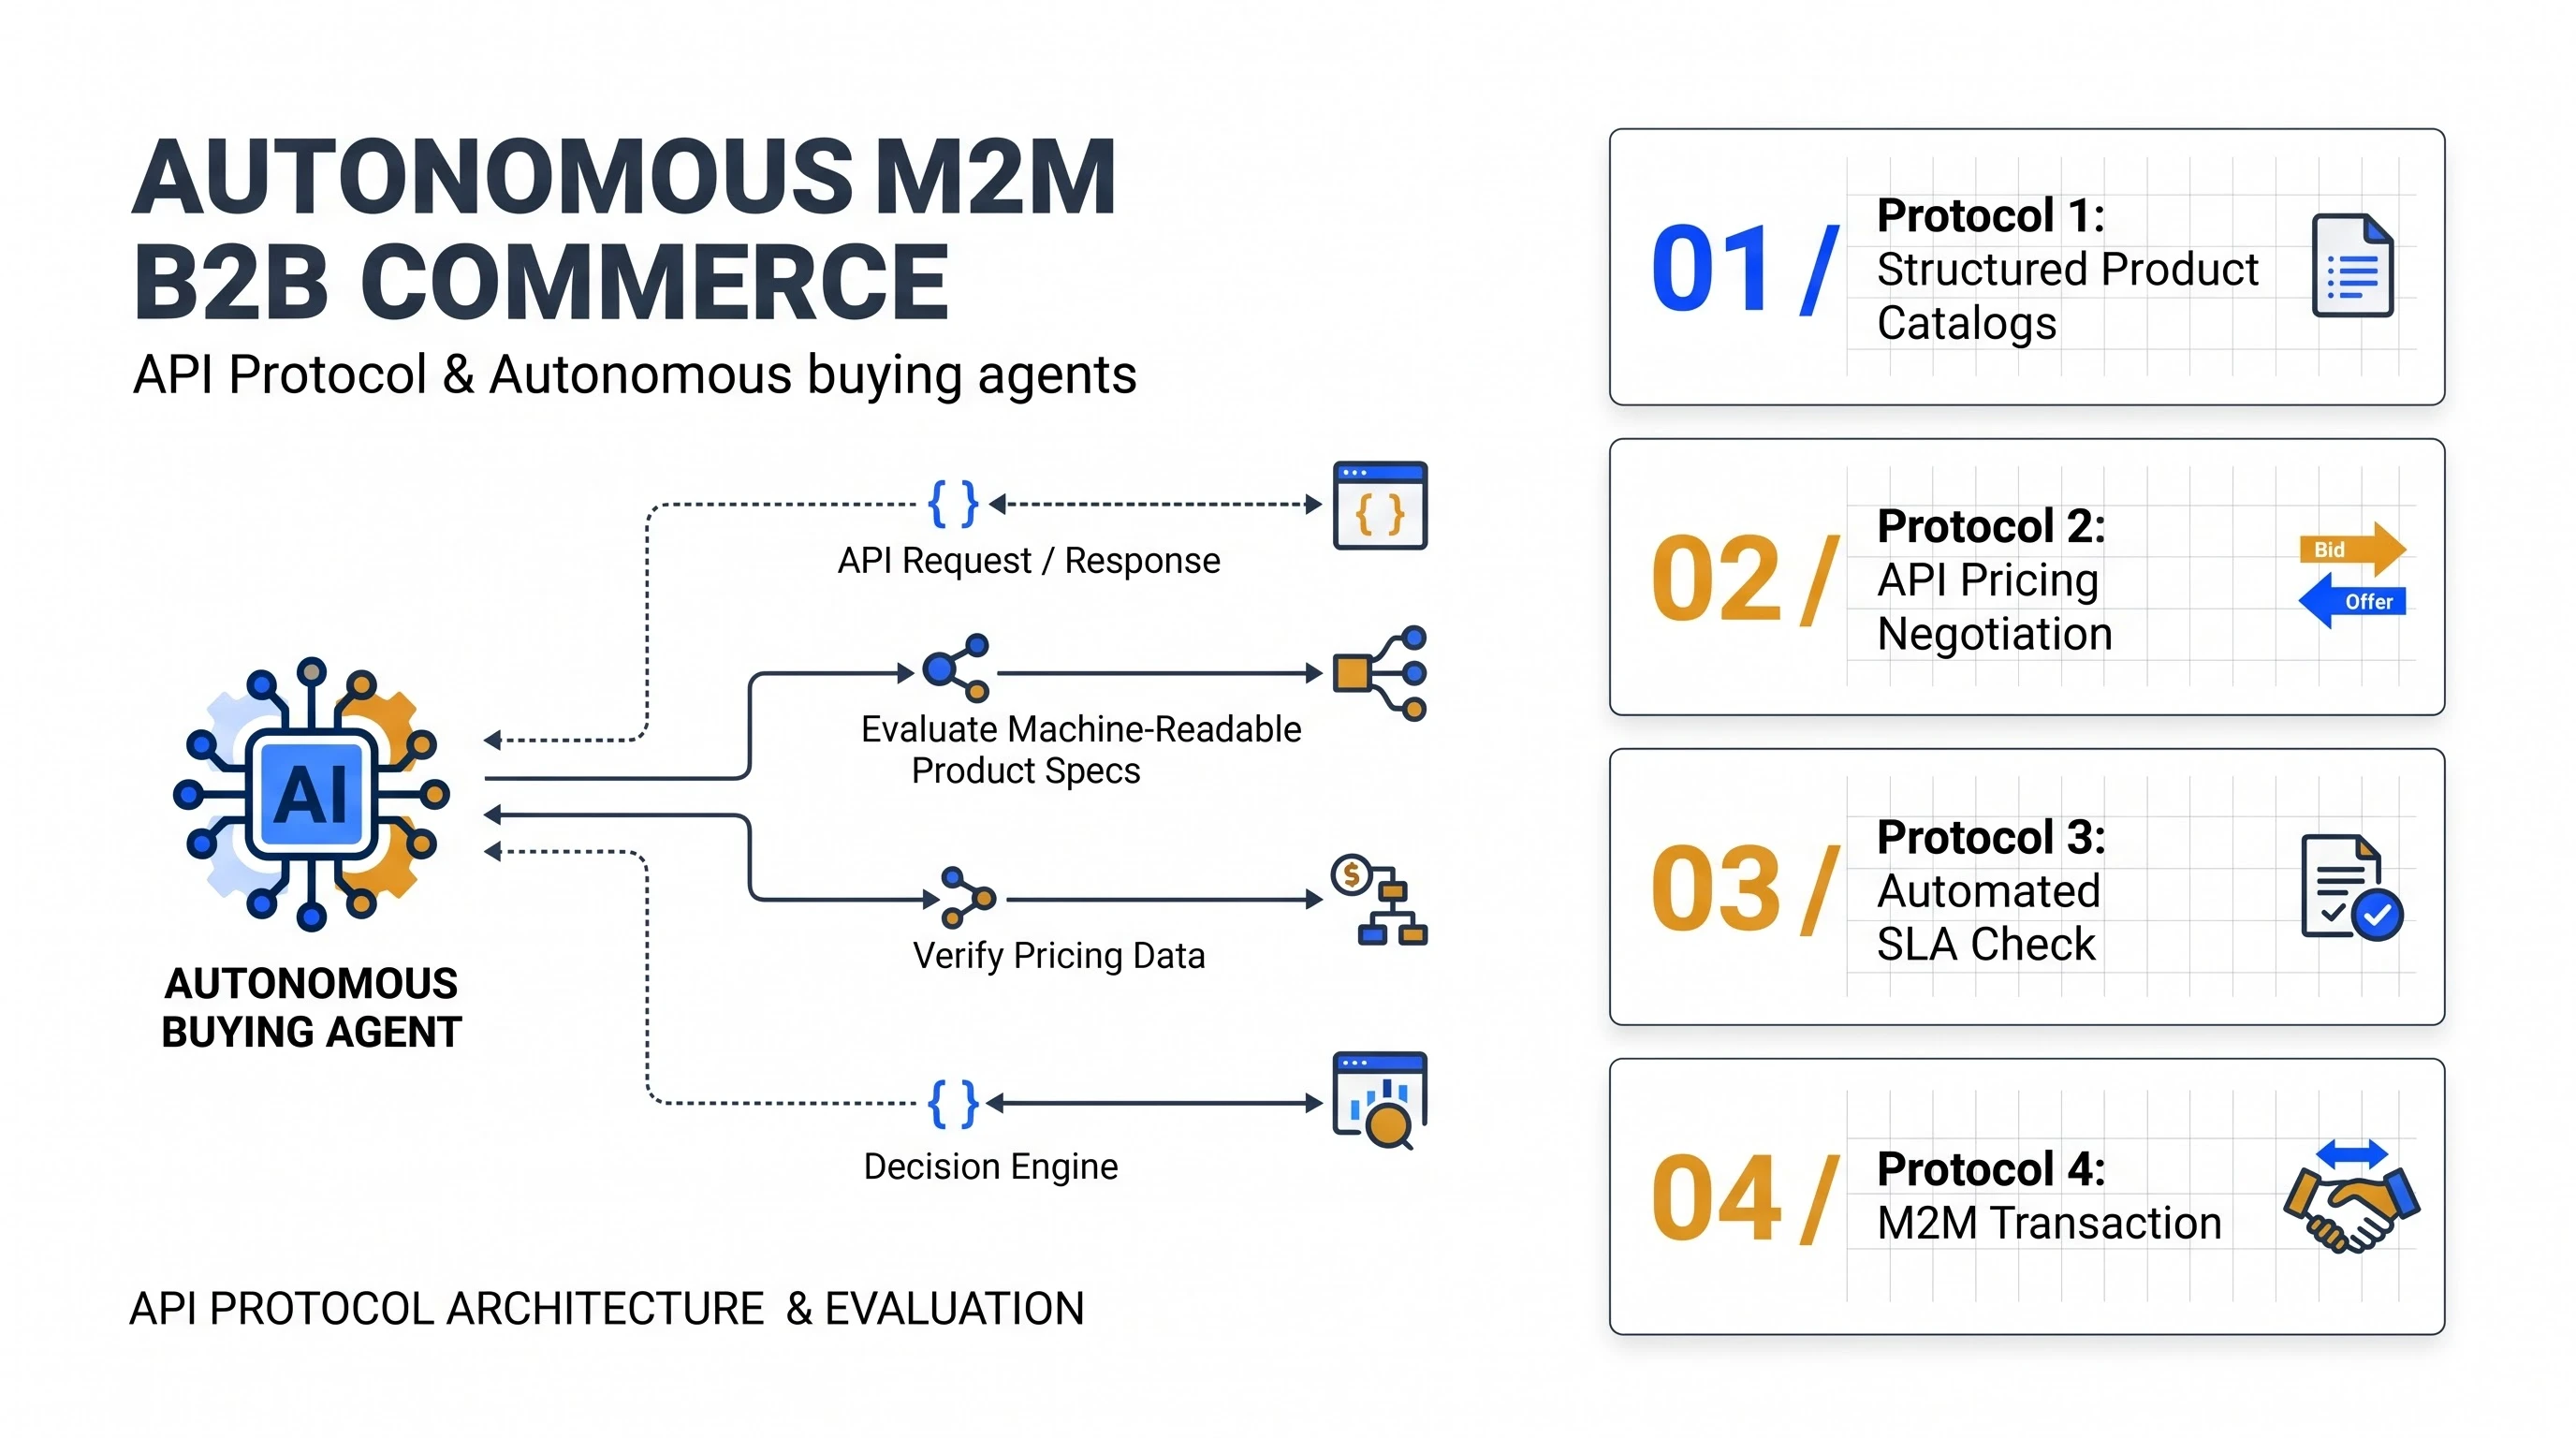 AUTONOMOUS M2M
B2B COMMERCE
API Protocol & Autonomous buying agents
{ }
{ }
API Request / Response
Evaluate Machine-Readable
Product Specs
AI
$
Verify Pricing Data
AUTONOMOUS
BUYING AGENT
{ }
Decision Engine
API PROTOCOL ARCHITECTURE & EVALUATION
01 /
Protocol 1:
Structured Product
Catalogs
02 /
Protocol 2:
API Pricing
Negotiation
Bid
Offer
03 /
Protocol 3:
Automated
SLA Check
04 /
Protocol 4:
M2M Transaction